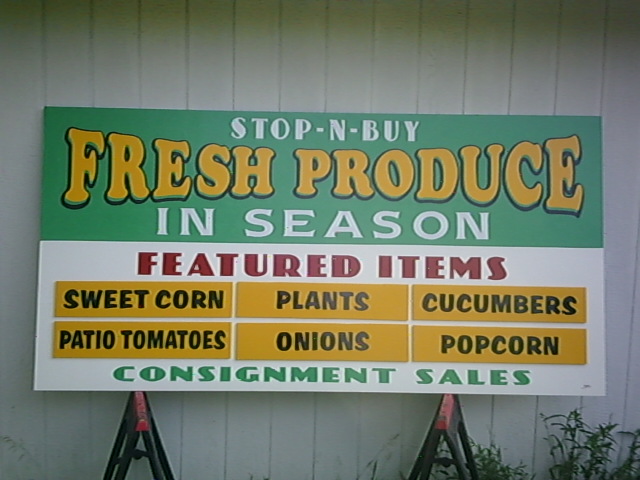 STOP-N-BUY
FRESH PRODUCE
IN SEASON
FEATURED ITEMS
SWEET CORN PLANTS CUCUMBERS
PATIO TOMATOES ONIONS POPCORN
CONSIGNMENT SALES